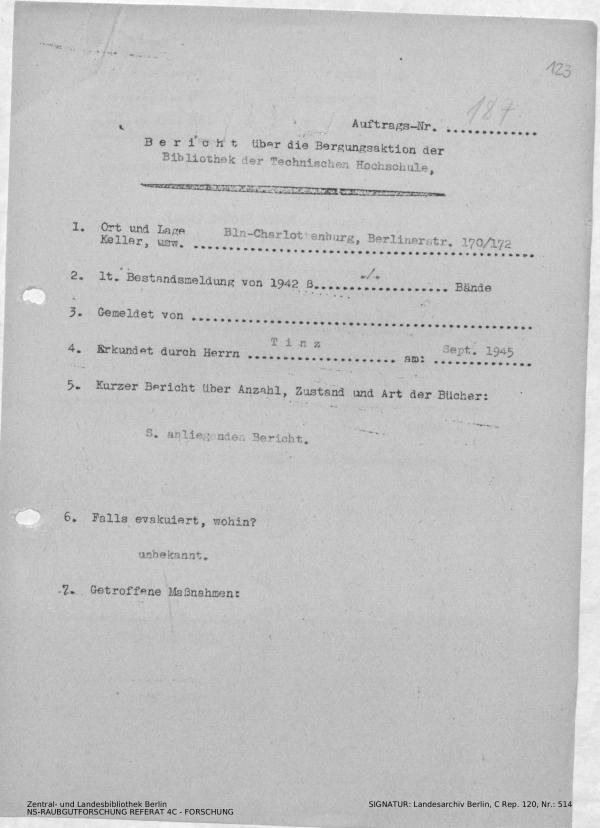 123
187
Auftrags-Nr. ..............
B e r i c h t über die Bergungsaktion der
Bibliothek der Technischen Hochschule,
1. Ort und Lage Bln-Charlottenburg, Berlinerstr. 170/172
Keller, usw. ..................................................
2. lt. Bestandsmeldung von 1942 ß.................... Bände
./.
3. Gemeldet von ..................................................
4. Erkundet durch Herrn T i n z am: Sept. 1945
5. Kurzer Bericht über Anzahl, Zustand und Art der Bücher:
S. anliegenden Bericht.
6. Falls evakuiert, wohin?
unbekannt.
7. Getroffene Maßnahmen:
Zentral- und Landesbibliothek Berlin
NS-RAUBGUTFORSCHUNG REFERAT 4C - FORSCHUNG
SIGNATUR: Landesarchiv Berlin, C Rep. 120, Nr.: 514